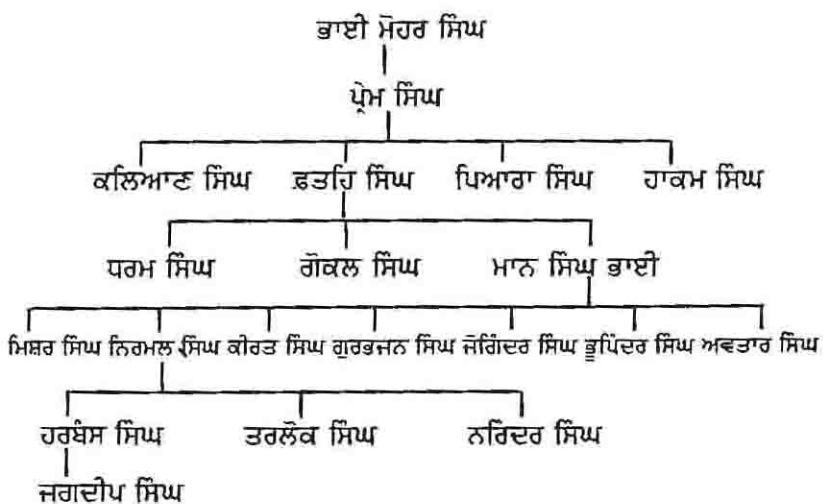 ਭਾਈ ਮੋਹਰ ਸਿੰਘ
ਪ੍ਰੇਮ ਸਿੰਘ
ਕਲਿਆਣ ਸਿੰਘ ਫ਼ਤਹਿ ਸਿੰਘ ਪਿਆਰਾ ਸਿੰਘ ਹਾਕਮ ਸਿੰਘ
ਧਰਮ ਸਿੰਘ ਗੋਕਲ ਸਿੰਘ ਮਾਨ ਸਿੰਘ ਭਾਈ
ਮਿਸ਼ਰ ਸਿੰਘ ਨਿਰਮਲ ਸਿੰਘ ਕੀਰਤ ਸਿੰਘ ਗੁਰਭਜਨ ਸਿੰਘ ਜੋਗਿੰਦਰ ਸਿੰਘ ਭੂਪਿੰਦਰ ਸਿੰਘ ਅਵਤਾਰ ਸਿੰਘ
ਹਰਬੰਸ ਸਿੰਘ ਤਰਲੋਕ ਸਿੰਘ ਨਰਿੰਦਰ ਸਿੰਘ
ਜਗਦੀਪ ਸਿੰਘ